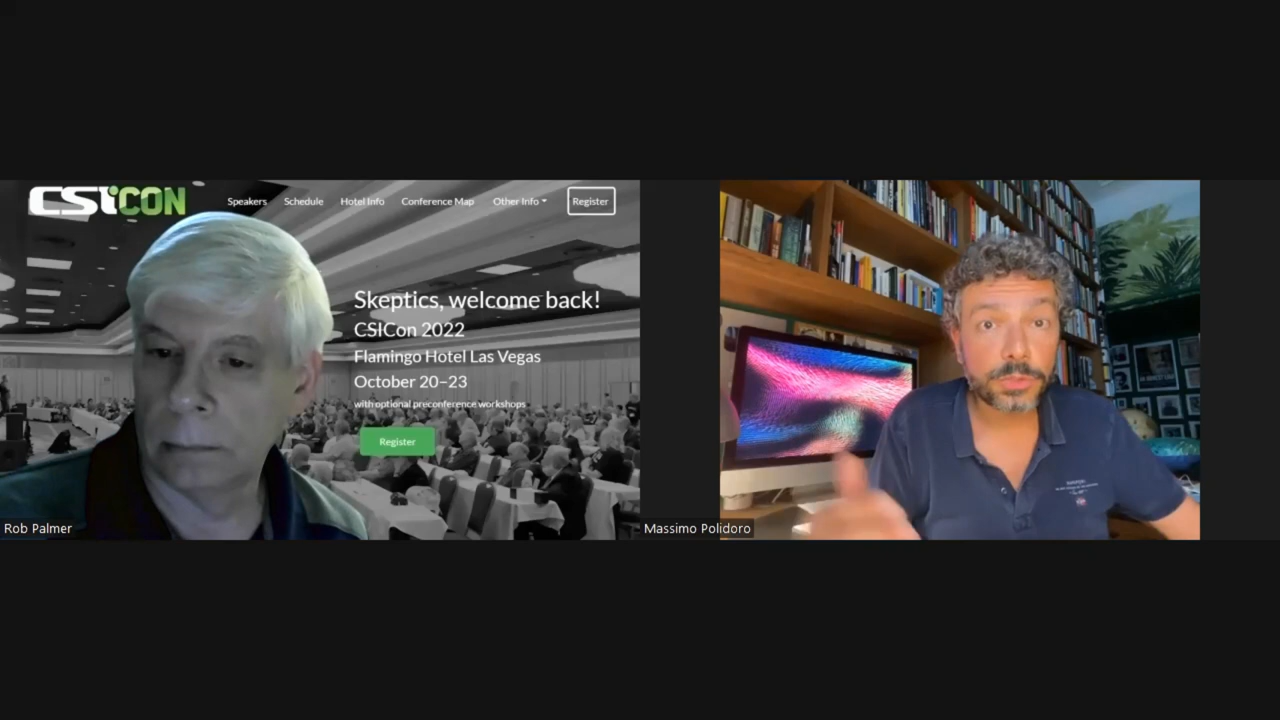 CSICON
Speakers Schedule Hotel Info Conference Map Other Info Register
Skeptics, welcome back!
CSICon 2022
Flamingo Hotel Las Vegas
October 20–23
with optional preconference workshops
Register
Rob Palmer
Massimo Polidoro